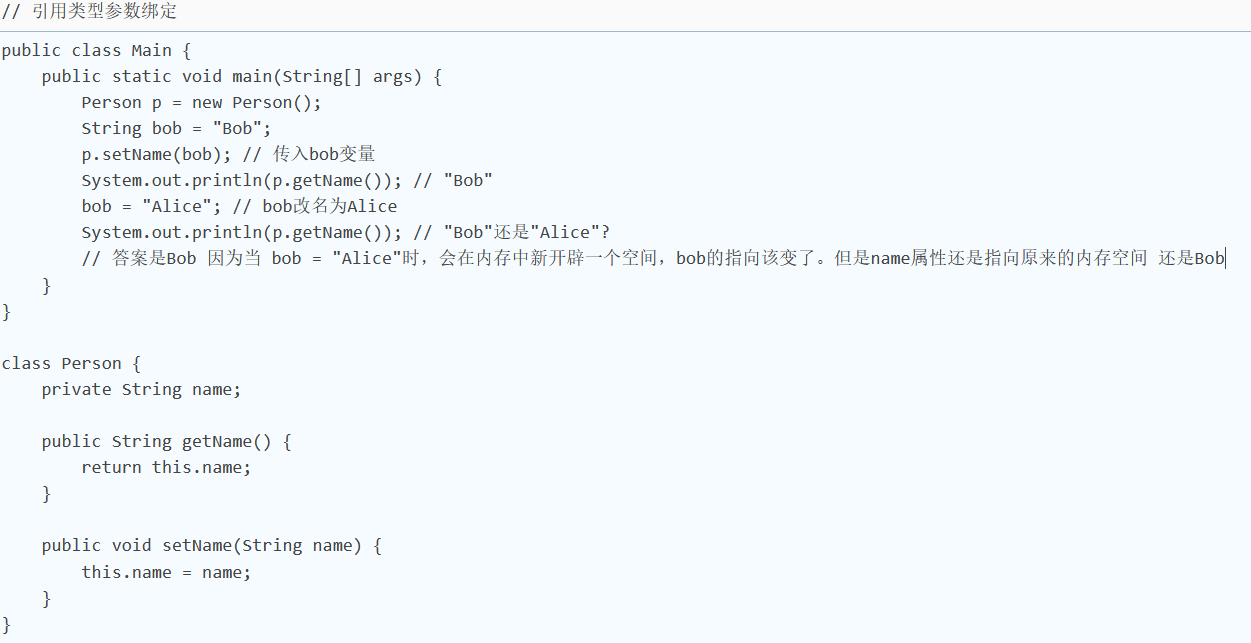 // 引用类型参数绑定
public class Main {
    public static void main(String[] args) {
        Person p = new Person();
        String bob = "Bob";
        p.setName(bob); // 传入bob变量
        System.out.println(p.getName()); // "Bob"
        bob = "Alice"; // bob改名为Alice
        System.out.println(p.getName()); // "Bob"还是"Alice"?
        // 答案是Bob 因为当 bob = "Alice"时，会在内存中新开辟一个空间，bob的指向该变了。但是name属性还是指向原来的内存空间 还是Bob
    }
}
class Person {
    private String name;
    public String getName() {
        return this.name;
    }
    public void setName(String name) {
        this.name = name;
    }
}